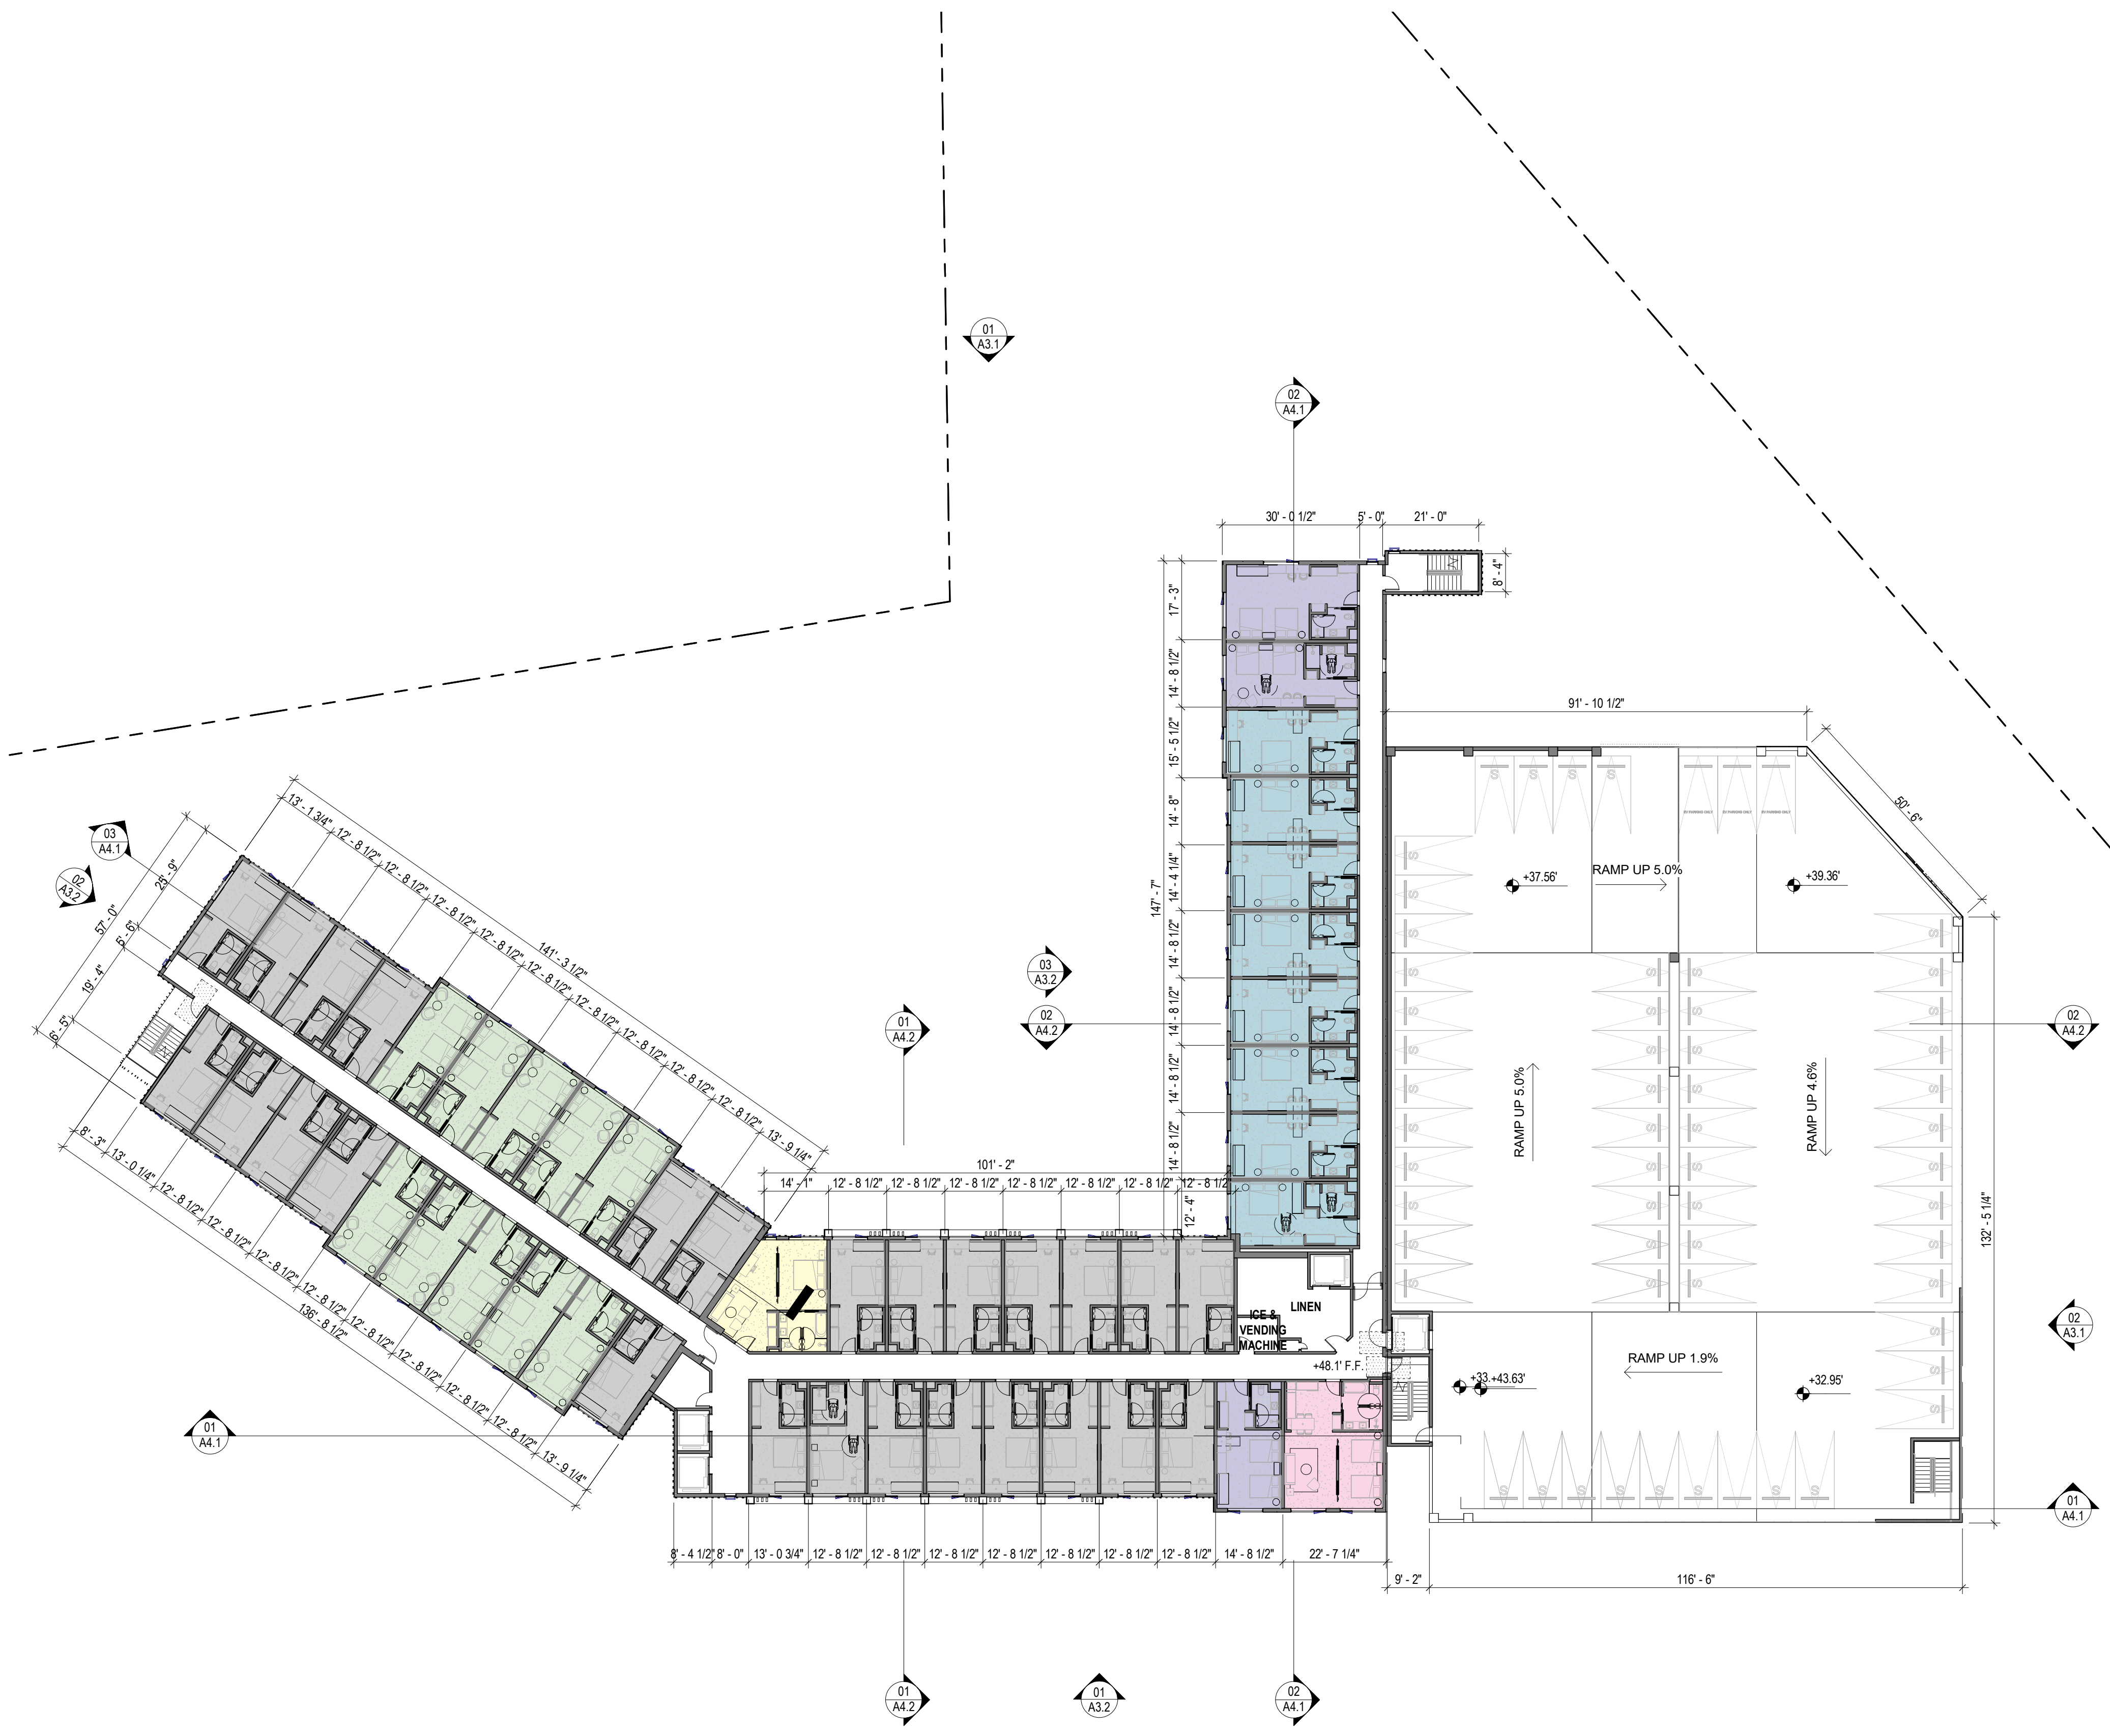 01
A3.1
02
A4.1
30' - 0 1/2"
5' - 0"
21' - 0"
8' - 4"
17' - 3"
14' - 8 1/2"
15' - 5 1/2"
14' - 8"
14' - 4 1/4"
14' - 8 1/2"
14' - 8 1/2"
14' - 8 1/2"
14' - 8 1/2"
12' - 4"
147' - 7"
91' - 10 1/2"
50' - 6"
132' - 5 1/4"
S
S
S
S
EV PARKING ONLY
EV PARKING ONLY
EV PARKING ONLY
+37.56'
RAMP UP 5.0%
+39.36'
RAMP UP 5.0%
RAMP UP 4.6%
RAMP UP 1.9%
+33.
+43.63'
+32.95'
03
A4.1
02
A3.2
57' - 0"
25' - 9"
5' - 6"
19' - 4"
6' - 5"
13' - 1 3/4"
12' - 8 1/2"
12' - 8 1/2"
12' - 8 1/2"
12' - 8 1/2"
12' - 8 1/2"
12' - 8 1/2"
12' - 8 1/2"
12' - 8 1/2"
12' - 8 1/2"
13' - 9 1/4"
141' - 3 1/2"
8' - 3"
13' - 0 1/4"
12' - 8 1/2"
12' - 8 1/2"
12' - 8 1/2"
12' - 8 1/2"
12' - 8 1/2"
12' - 8 1/2"
12' - 8 1/2"
12' - 8 1/2"
13' - 9 1/4"
136' - 8 1/2"
03
A3.2
02
A4.2
01
A4.2
02
A4.2
101' - 2"
14' - 1"
12' - 8 1/2"
12' - 8 1/2"
12' - 8 1/2"
12' - 8 1/2"
12' - 8 1/2"
12' - 8 1/2"
12' - 8 1/2"
LINEN
ICE &
VENDING
MACHINE
+48.1' F.F.
02
A3.1
01
A4.1
01
A4.1
8' - 4 1/2"
8' - 0"
13' - 0 3/4"
12' - 8 1/2"
12' - 8 1/2"
12' - 8 1/2"
12' - 8 1/2"
12' - 8 1/2"
12' - 8 1/2"
12' - 8 1/2"
14' - 8 1/2"
22' - 7 1/4"
9' - 2"
116' - 6"
01
A4.2
01
A3.2
02
A4.1